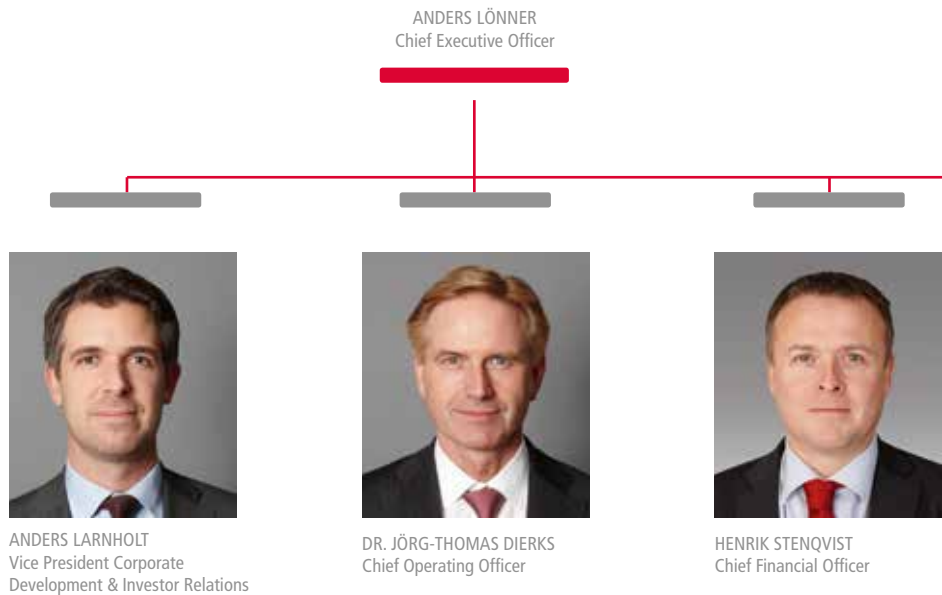 ANDERS LÖNNER
Chief Executive Officer
ANDERS LARNHOLT
Vice President Corporate
Development & Investor Relations
DR. JÖRG-THOMAS DIERKS
Chief Operating Officer
HENRIK STENQVIST
Chief Financial Officer